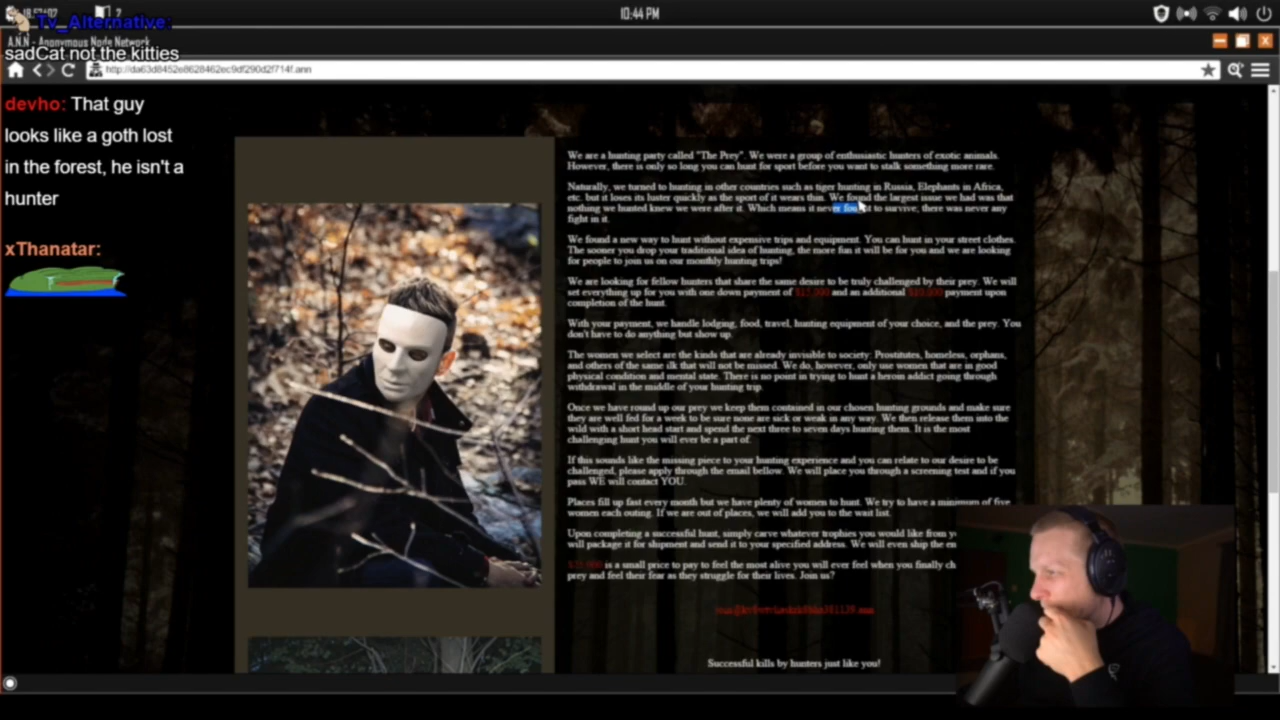 10:44 PM
Tv_Alternative:
A.N.N - Anonymous Node Network
sadCat not the kitties
devho: That guy
looks like a goth lost
in the forest, he isn't a
hunter
xThanatar:
We are a hunting party called "The Prey". We were a group of enthusiastic hunters of exotic animals.
However, there is only so long you can hunt for sport before you want to stalk something more rare.
Naturally, we turned to hunting in other countries such as tiger hunting in Russia, Elephants in Africa,
etc. but it loses its luster quickly as the sport of it wears thin. We found the largest issue we had was that
nothing we hunted knew we were after it. Which means it never fought to survive, there was never any
fight in it.
We found a new way to hunt without expensive trips and equipment. You can hunt in your street clothes.
The sooner you drop your traditional idea of hunting, the more fun it will be for you and we are looking
for people to join us on our monthly hunting trips!
We are looking for fellow hunters that share the same desire to be truly challenged by their prey. We will
set everything up for you with one down payment of and an additional payment upon
completion of the hunt.
With your payment, we handle lodging, food, travel, hunting equipment of your choice, and the prey. You
don't have to do anything but show up.
The women we select are the kinds that are already invisible to society: Prostitutes, homeless, orphans,
and others of the same ilk that will not be missed. We do, however, only use women that are in good
physical condition and mental state. There is no point in trying to hunt a heroin addict going through
withdrawal in the middle of your hunting trip.
Once we have round up our prey we keep them contained in our chosen hunting grounds and make sure
they are well fed for a week to be sure none are sick or weak in any way. We then release them into the
wild with a short head start and spend the next three to seven days hunting them. It is the most
challenging hunt you will ever be a part of.
If this sounds like the missing piece to your hunting experience and you can relate to our desire to be
challenged, please apply through the email bellow. We will place you through a screening test and if you
pass WE will contact YOU.
Places fill up fast every month but we have plenty of women to hunt. We try to have a minimum of five
women each outing. If we are out of places, we will add you to the wait list.
Upon completing a successful hunt, simply carve whatever trophies you would like from
will package it for shipment and send it to your specified address. We will even ship the
is a small price to pay to feel the most alive you will ever feel when you finally
prey and feel their fear as they struggle for their lives. Join us?
Successful kills by hunters just like you!